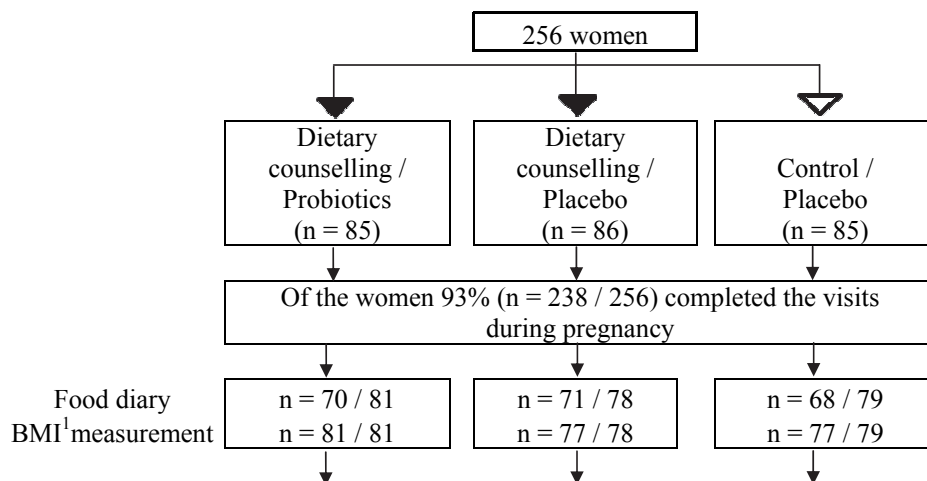 256 women
Dietary
counselling /
Probiotics
(n = 85)
Dietary
counselling /
Placebo
(n = 86)
Control /
Placebo
(n = 85)
Of the women 93% (n = 238 / 256) completed the visits
during pregnancy
Food diary
BMI¹measurement
n = 70 / 81
n = 81 / 81
n = 71 / 78
n = 77 / 78
n = 68 / 79
n = 77 / 79